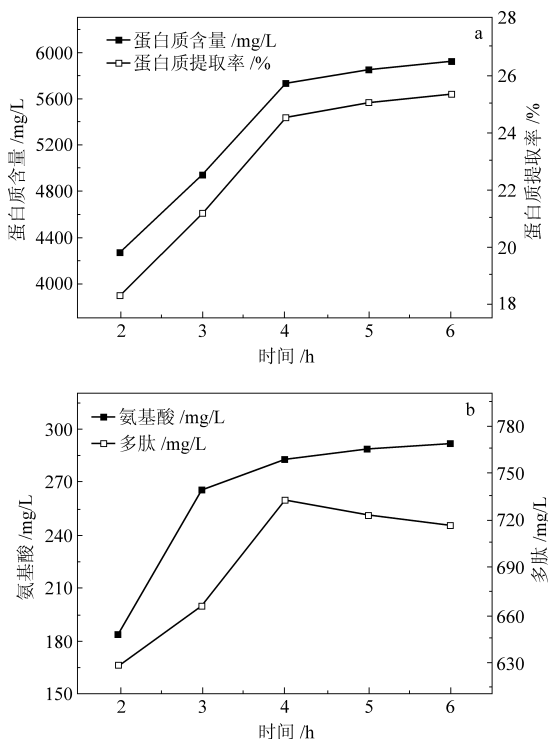 a
蛋白质含量 /mg/L
蛋白质提取率 /%
蛋白质含量 /mg/L
6000
5600
5200
4800
4400
4000
28
26
24
22
20
18
蛋白质提取率 /%
2 3 4 5 6
时间 /h
b
氨基酸 /mg/L
多肽 /mg/L
氨基酸 /mg/L
300
270
240
210
180
150
780
750
720
690
660
630
多肽 /mg/L
2 3 4 5 6
时间 /h